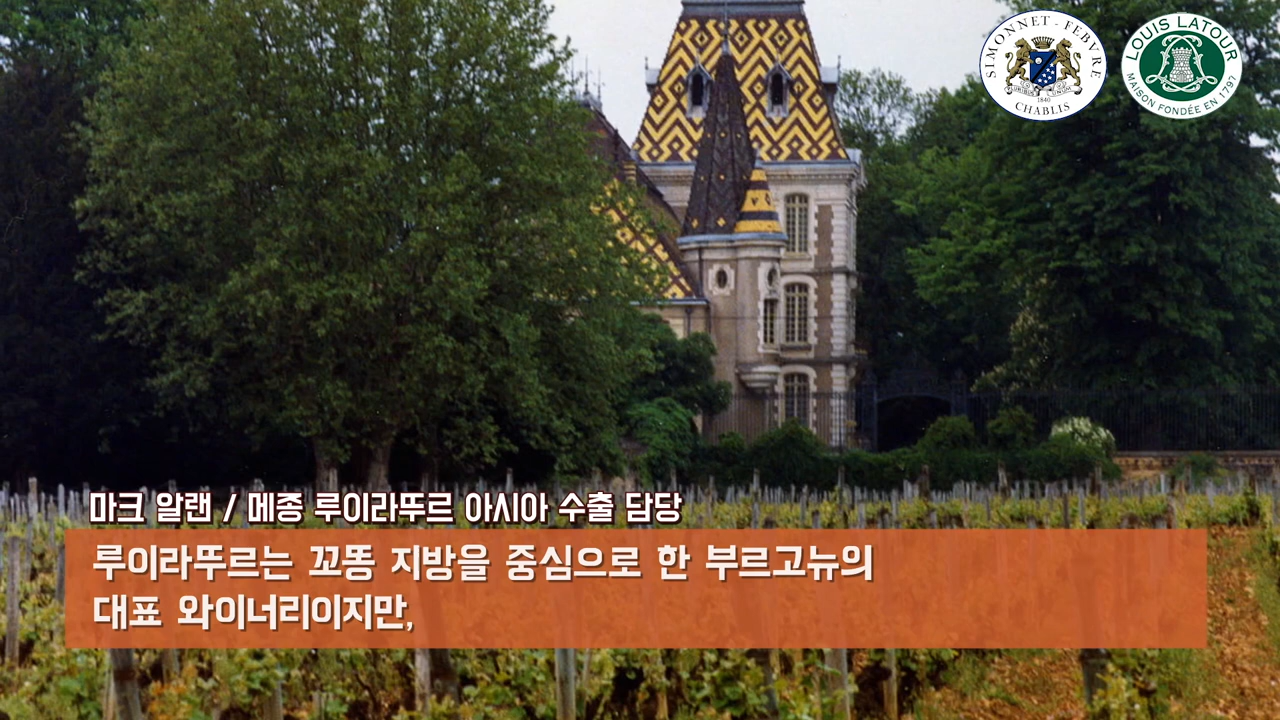 SIMONNET - FEBVRE
1840
CHABLIS
LOUIS LATOUR
MAISON FONDÉE EN 1797
마크 알랜 / 메종 루이라뚜르 아시아 수출 담당
루이라뚜르는 꼬똥 지방을 중심으로 한 부르고뉴의
대표 와이너리이지만,